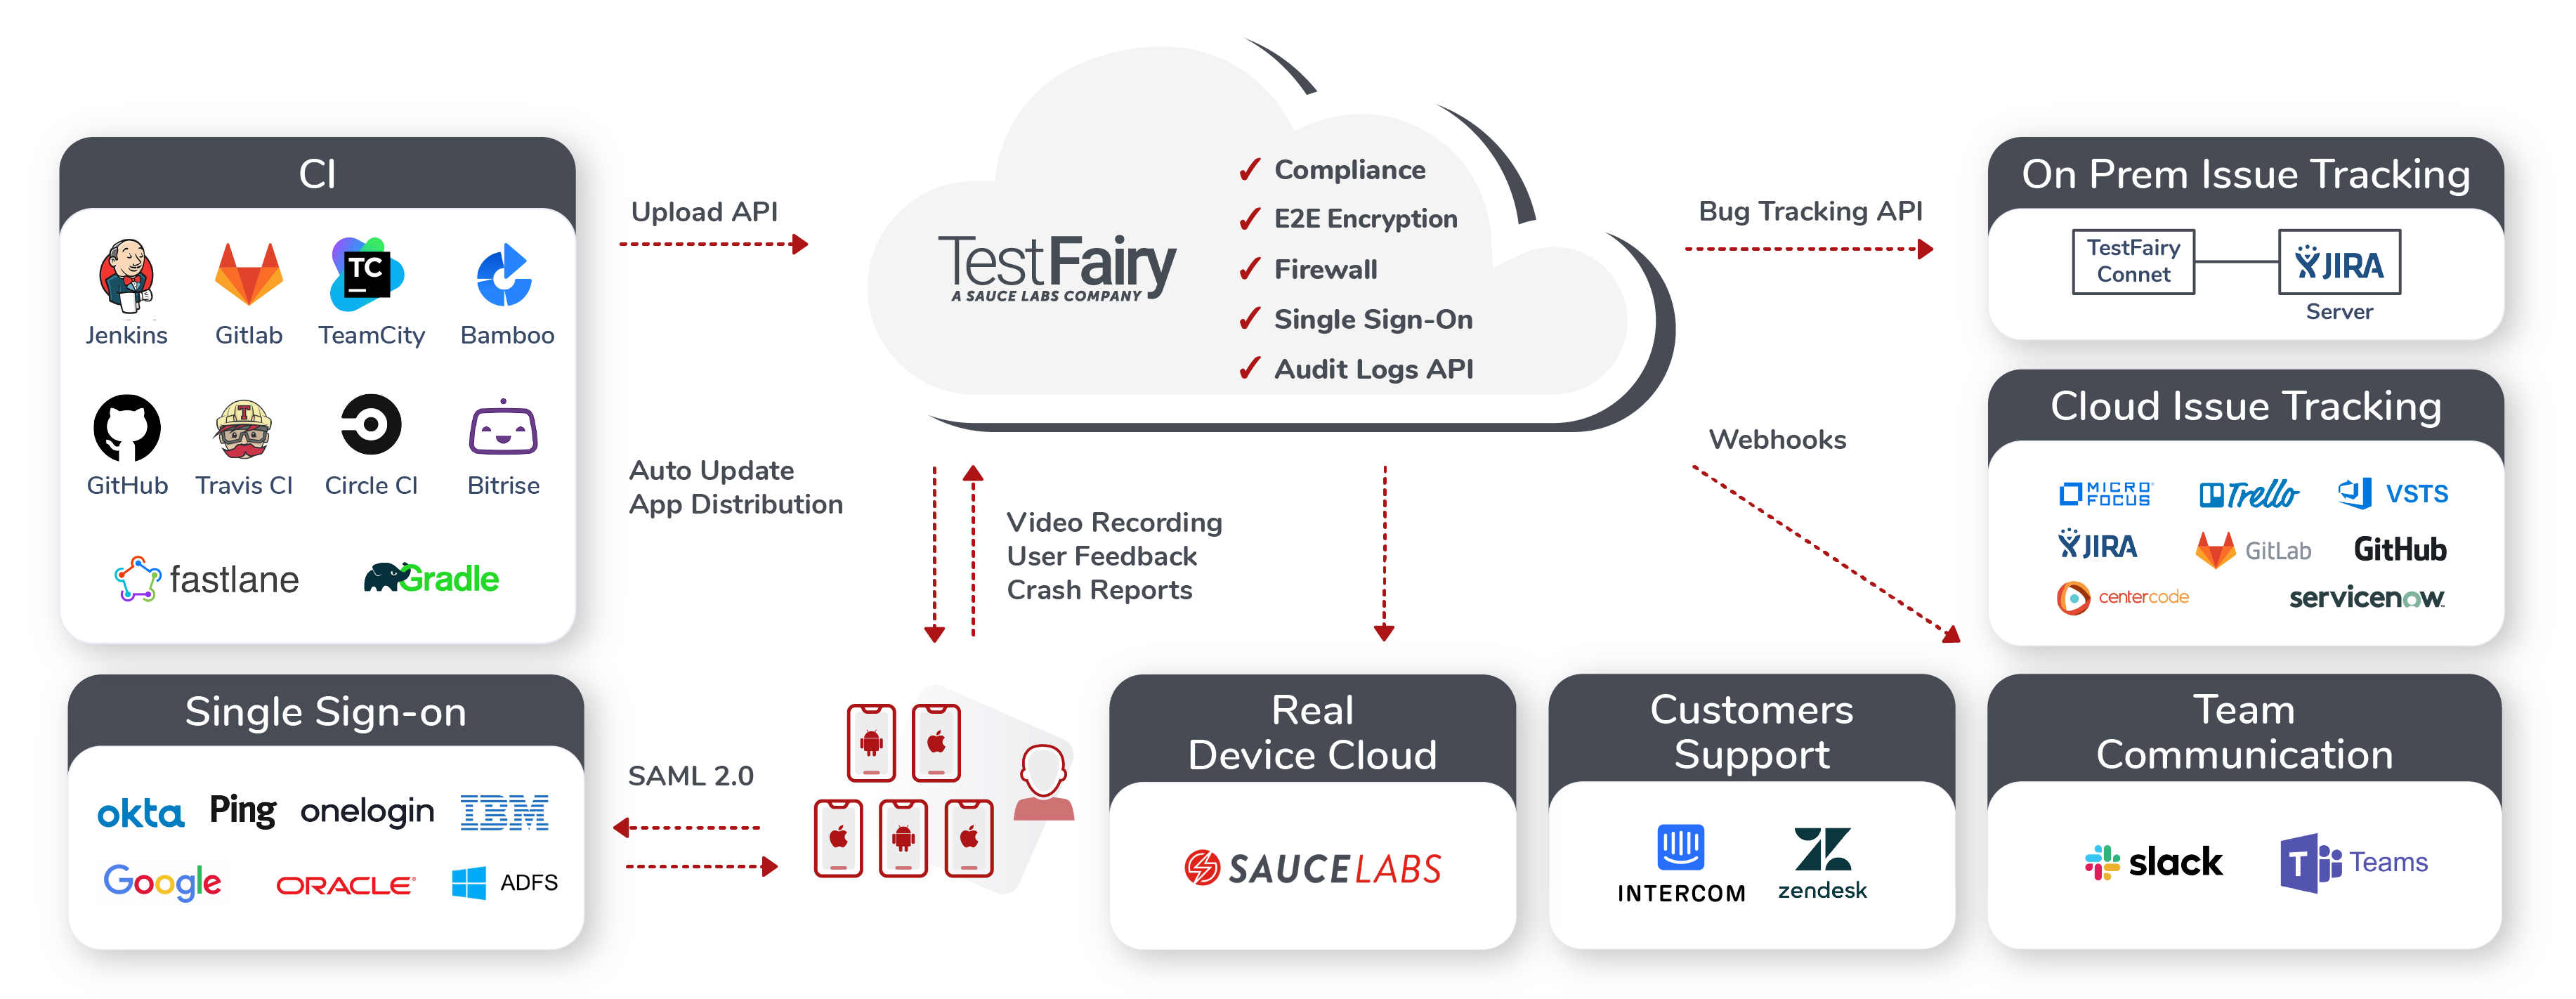 CI
Jenkins
Gitlab
TC
TeamCity
Bamboo
GitHub
T
Travis CI
Circle CI
Bitrise
fastlane
Gradle
Upload API
TestFairy
A SAUCE LABS COMPANY
✓ Compliance
✓ E2E Encryption
✓ Firewall
✓ Single Sign-On
✓ Audit Logs API
Bug Tracking API
On Prem Issue Tracking
TestFairy
Connet
JIRA
Server
Webhooks
Cloud Issue Tracking
MICRO
FOCUS
Trello
VSTS
JIRA
GitLab
GitHub
centercode
servicenow
Auto Update
App Distribution
Video Recording
User Feedback
Crash Reports
Single Sign-on
okta
Ping
onelogin
IBM
Google
ORACLE
ADFS
SAML 2.0
Real
Device Cloud
SAUCE LABS
Customers
Support
INTERCOM
zendesk
Team
Communication
slack
T
Teams